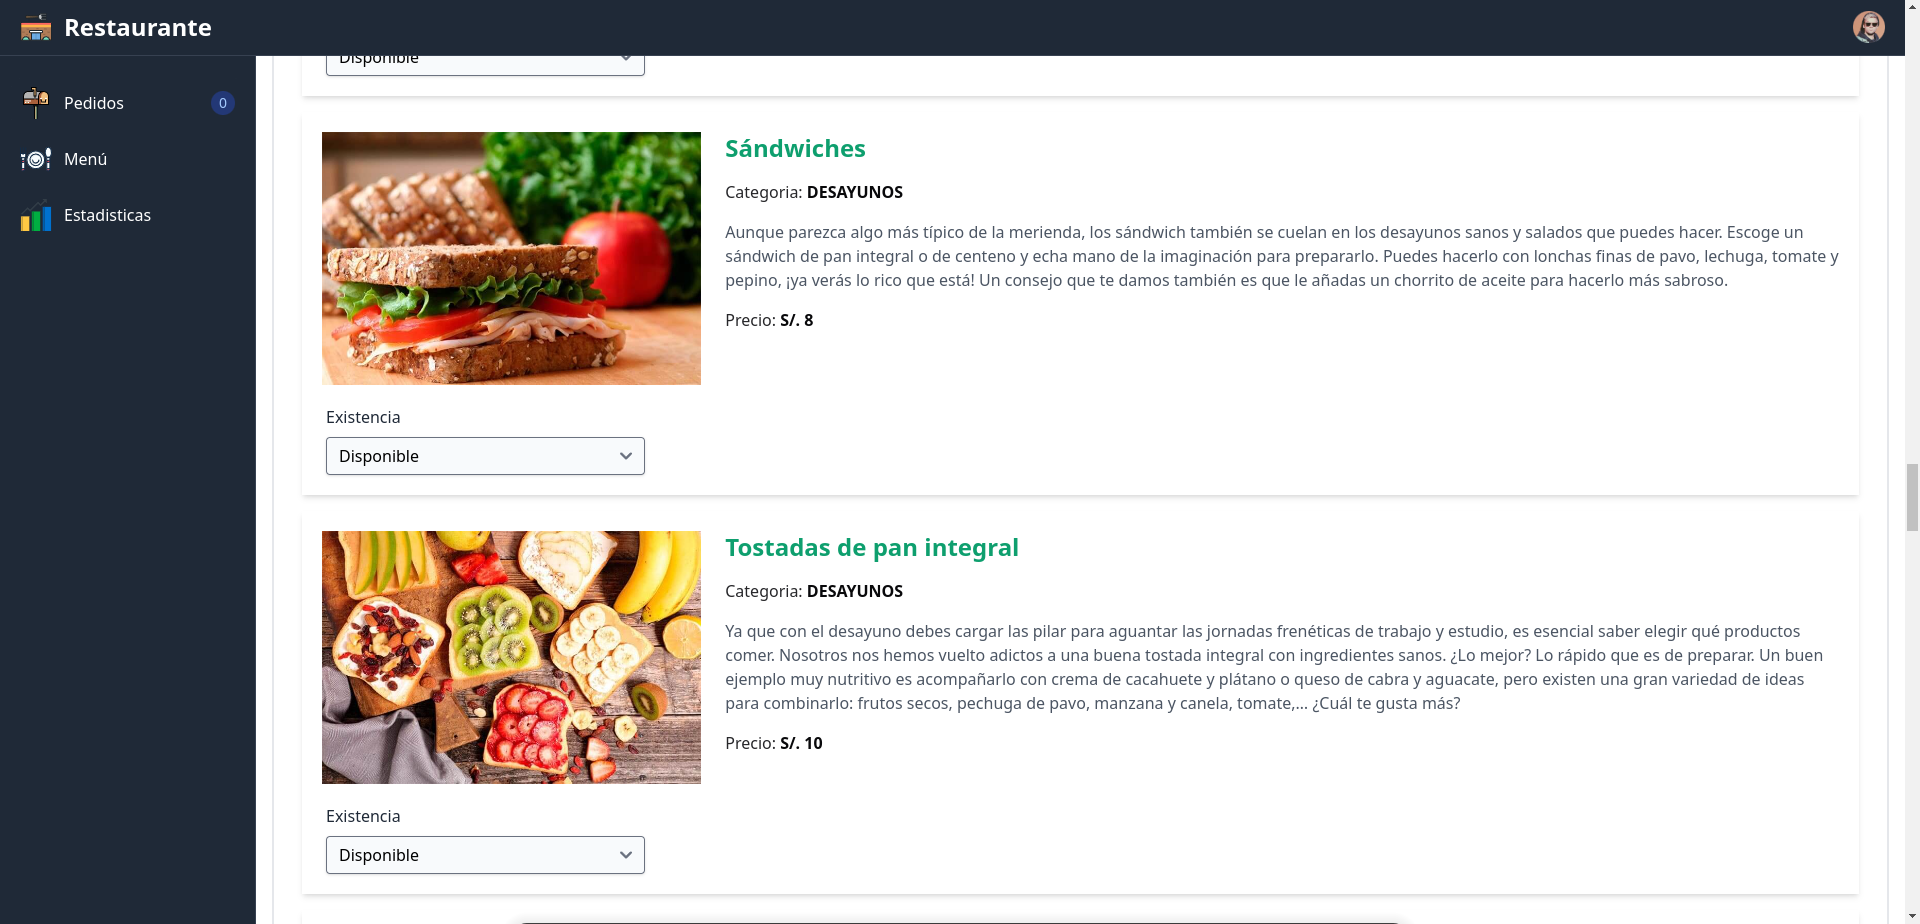 Restaurante
Disponible
Pedidos 0
Menú
Estadisticas
Sándwiches
Categoria: DESAYUNOS
Aunque parezca algo más típico de la merienda, los sándwich también se cuelan en los desayunos sanos y salados que puedes hacer. Escoge un
sándwich de pan integral o de centeno y echa mano de la imaginación para prepararlo. Puedes hacerlo con lonchas finas de pavo, lechuga, tomate y
pepino, ¡ya verás lo rico que está! Un consejo que te damos también es que le añadas un chorrito de aceite para hacerlo más sabroso.
Precio: S/. 8
Existencia
Disponible
Tostadas de pan integral
Categoria: DESAYUNOS
Ya que con el desayuno debes cargar las pilar para aguantar las jornadas frenéticas de trabajo y estudio, es esencial saber elegir qué productos
comer. Nosotros nos hemos vuelto adictos a una buena tostada integral con ingredientes sanos. ¿Lo mejor? Lo rápido que es de preparar. Un buen
ejemplo muy nutritivo es acompañarlo con crema de cacahuete y plátano o queso de cabra y aguacate, pero existen una gran variedad de ideas
para combinarlo: frutos secos, pechuga de pavo, manzana y canela, tomate,... ¿Cuál te gusta más?
Precio: S/. 10
Existencia
Disponible